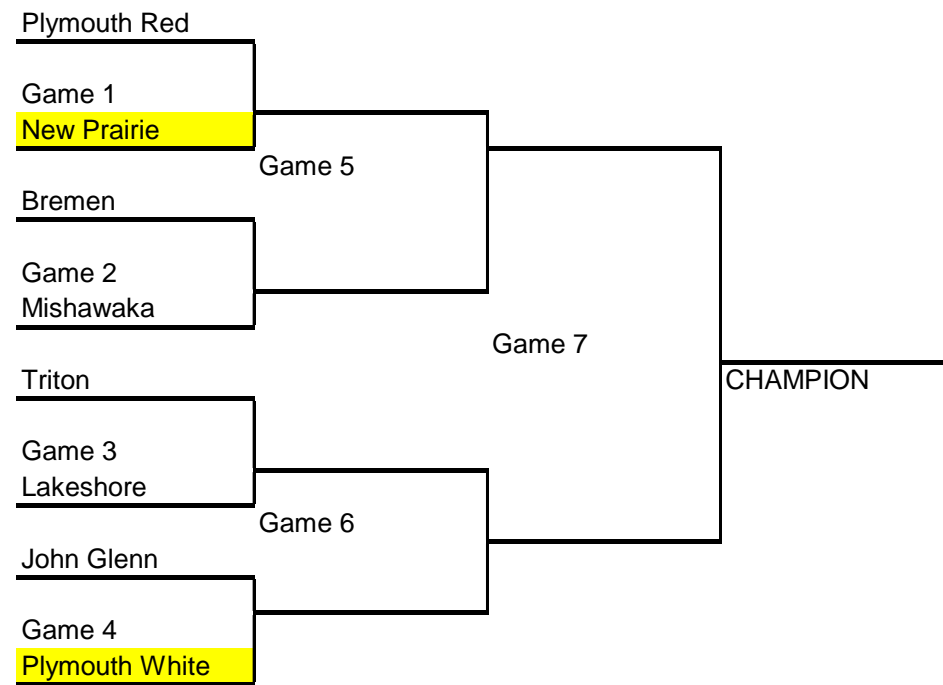 Plymouth Red
Game 1
New Prairie
Game 5
Bremen
Game 2
Mishawaka
Game 7
Triton
CHAMPION
Game 3
Lakeshore
Game 6
John Glenn
Game 4
Plymouth White